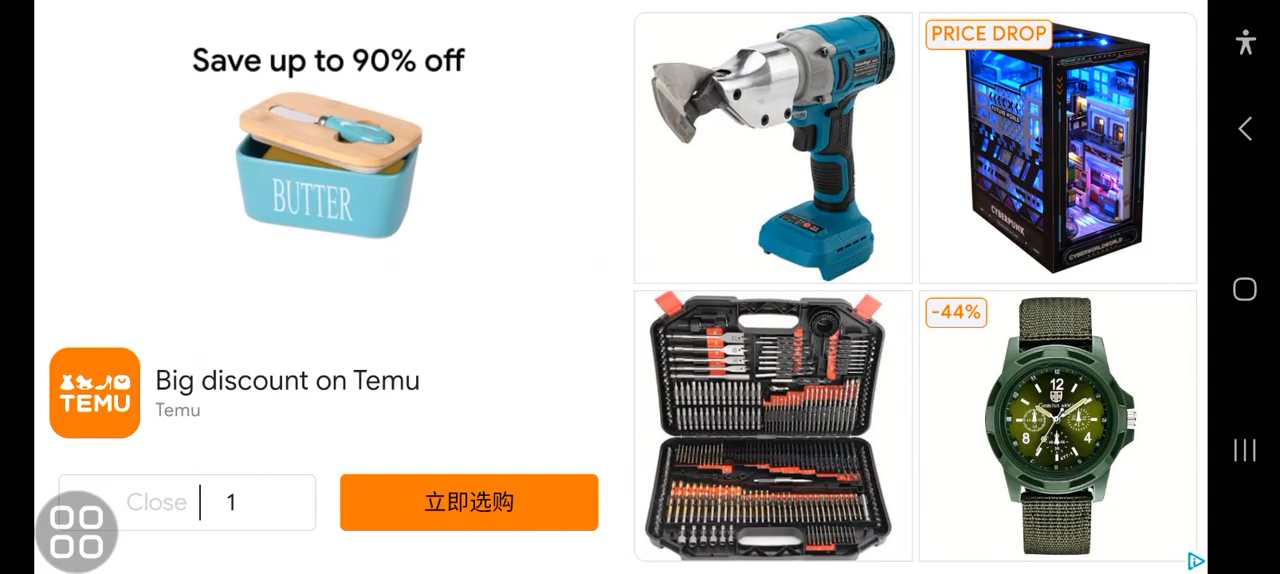 Save up to 90% off
BUTTER
TEMU
Big discount on Temu
Temu
Close
1
立即选购
PRICE DROP
CYBERPUNK
CYBERWORLDWORLD
-44%
12
8
4